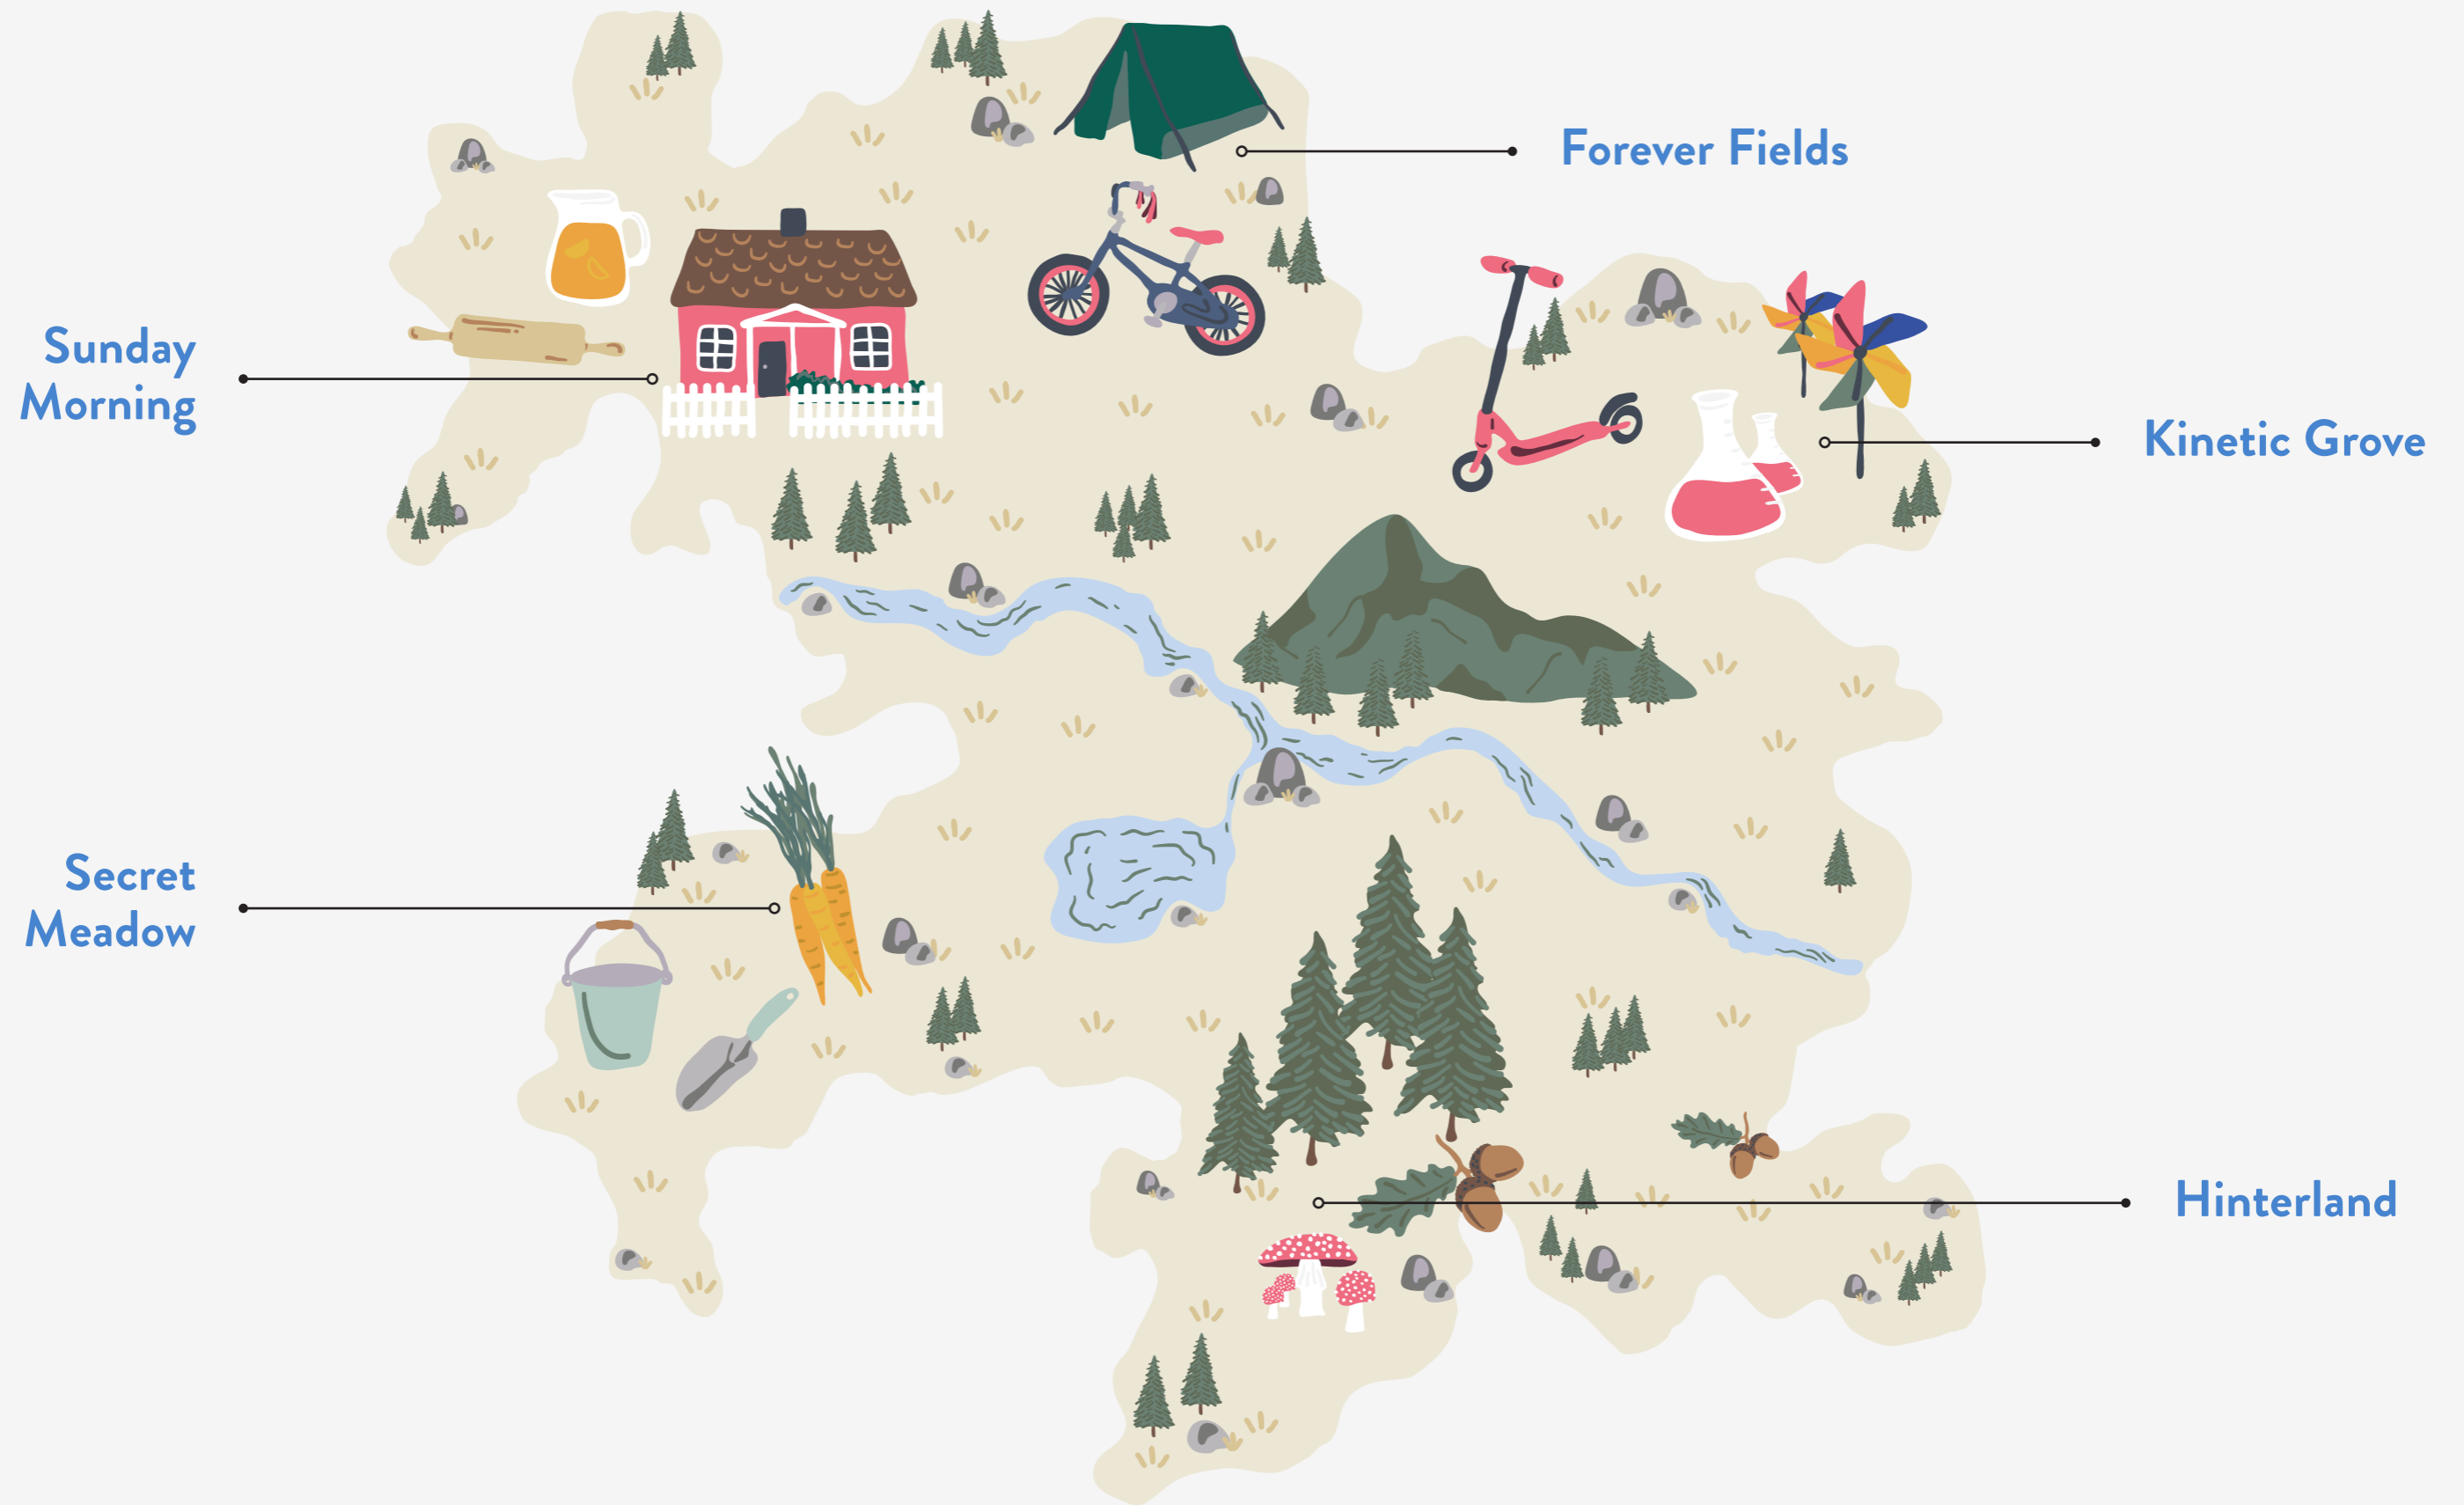 Forever Fields
Sunday
Morning
Kinetic Grove
Secret
Meadow
Hinterland